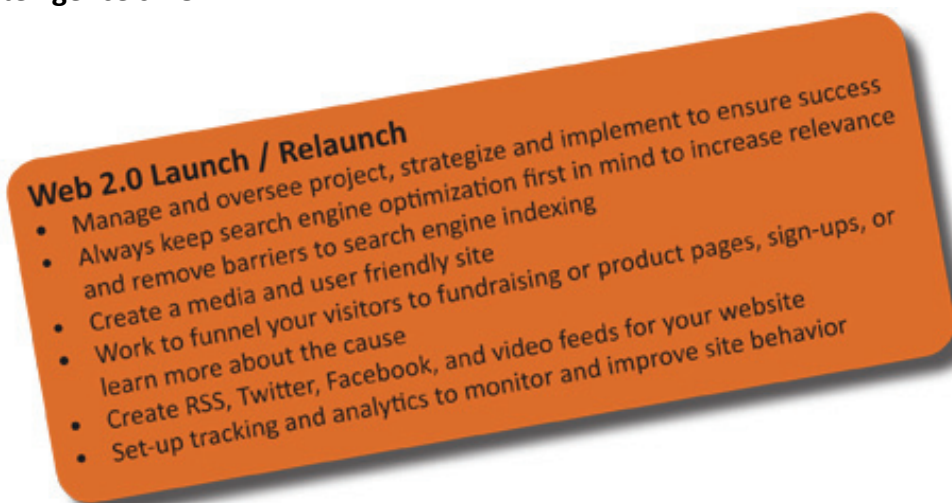 Web 2.0 Launch / Relaunch
• Manage and oversee project, strategize and implement to ensure success
• Always keep search engine optimization first in mind to increase relevance
and remove barriers to search engine indexing
• Create a media and user friendly site
• Work to funnel your visitors to fundraising or product pages, sign-ups, or
learn more about the cause
• Create RSS, Twitter, Facebook, and video feeds for your website
• Set-up tracking and analytics to monitor and improve site behavior